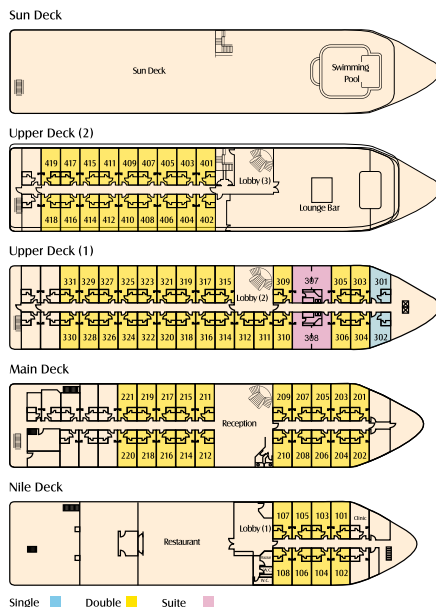 Sun Deck
Sun Deck
Swimming
Pool
Upper Deck (2)
419 417 415 411 409 407 405 403 401
Lobby (3)
Lounge Bar
418 416 414 412 410 408 406 404 402
Upper Deck (1)
331 329 327 325 321 319 317 315
Lobby (2)
309 307 305 303 301
330 328 326 324 322 320 318 316 314 312 311 310 308 306 304 302
Main Deck
221 219 217 215 211
Reception
209 207 205 203 201
220 218 216 214 212
210 208 206 204 202
Nile Deck
107 105 103 101 Clinic
Lobby (1)
Restaurant
108 106 104 102
W.C.
Single Double Suite